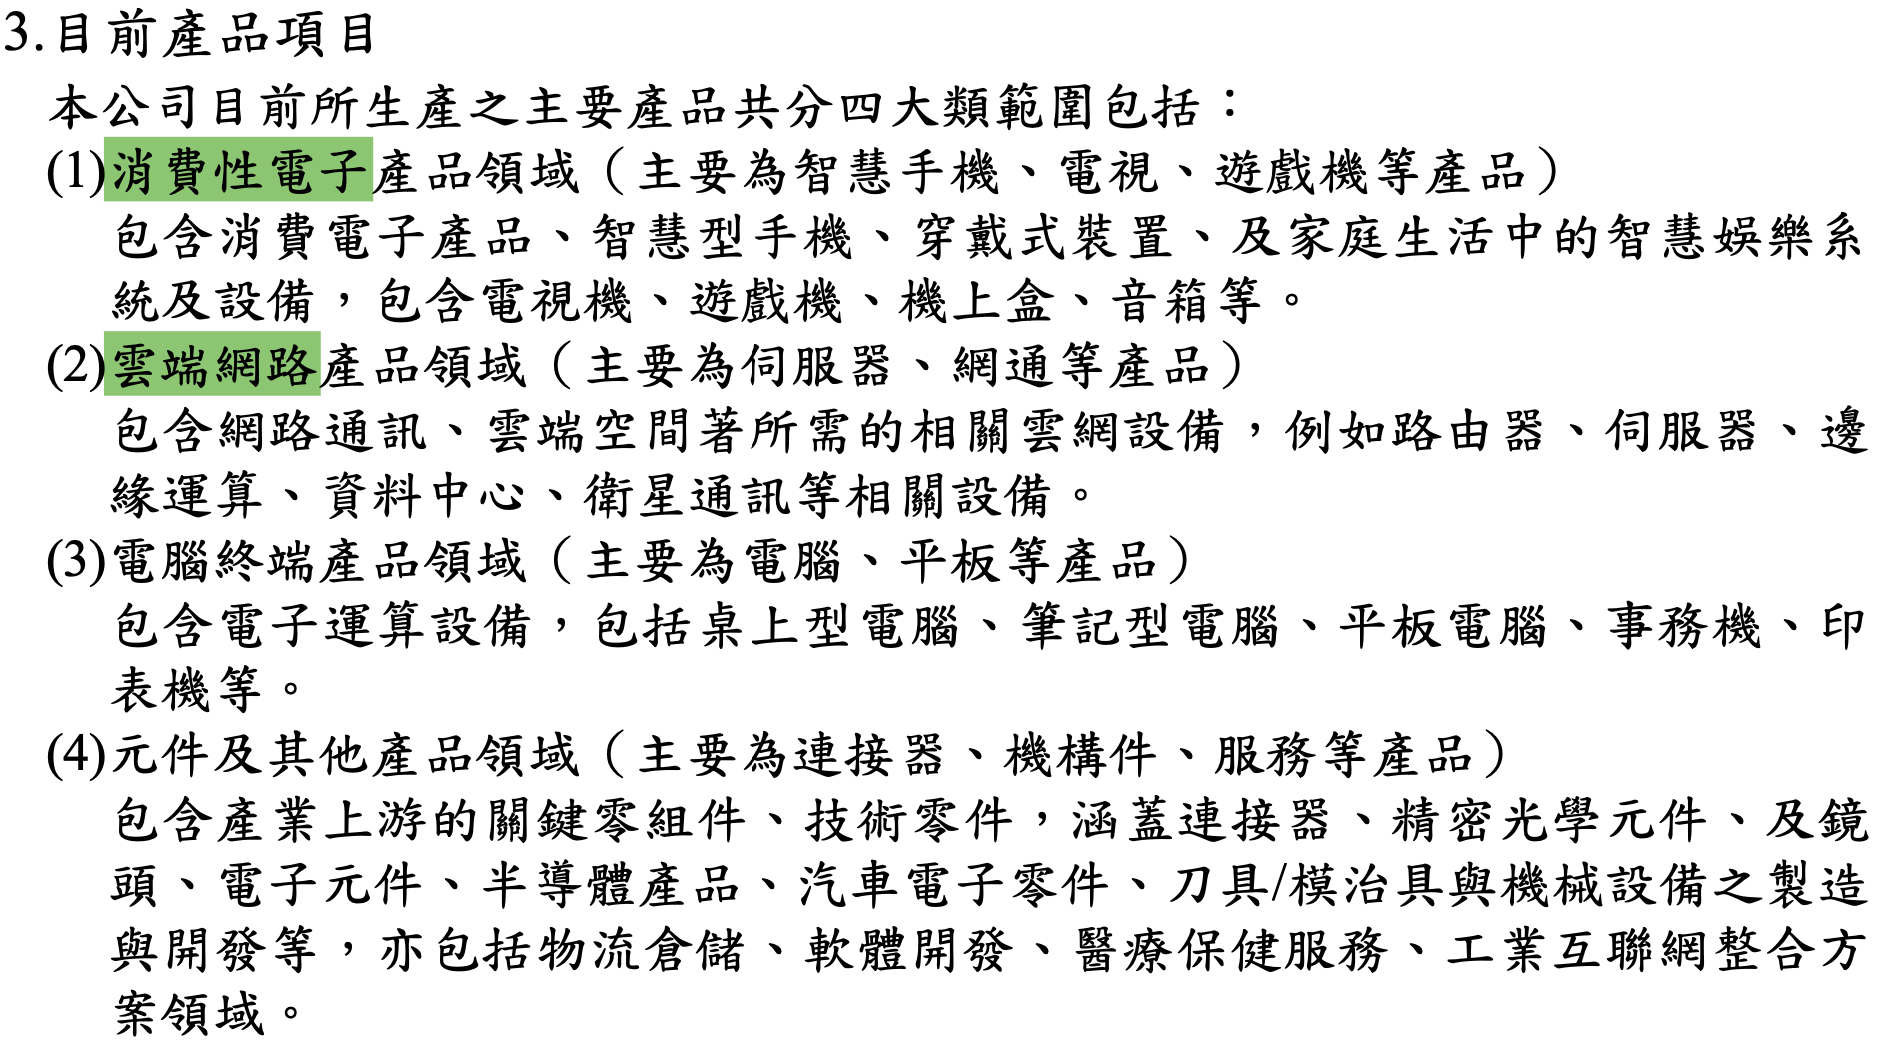 3.目前產品項目
本公司目前所生產之主要產品共分四大類範圍包括：
(1)消費性電子產品領域（主要為智慧手機、電視、遊戲機等產品）
包含消費電子產品、智慧型手機、穿戴式裝置、及家庭生活中的智慧娛樂系
統及設備，包含電視機、遊戲機、機上盒、音箱等。
(2)雲端網路產品領域（主要為伺服器、網通等產品）
包含網路通訊、雲端空間著所需的相關雲網設備，例如路由器、伺服器、邊
緣運算、資料中心、衛星通訊等相關設備。
(3)電腦終端產品領域（主要為電腦、平板等產品）
包含電子運算設備，包括桌上型電腦、筆記型電腦、平板電腦、事務機、印
表機等。
(4)元件及其他產品領域（主要為連接器、機構件、服務等產品）
包含產業上游的關鍵零組件、技術零件，涵蓋連接器、精密光學元件、及鏡
頭、電子元件、半導體產品、汽車電子零件、刀具/模治具與機械設備之製造
與開發等，亦包括物流倉儲、軟體開發、醫療保健服務、工業互聯網整合方
案領域。